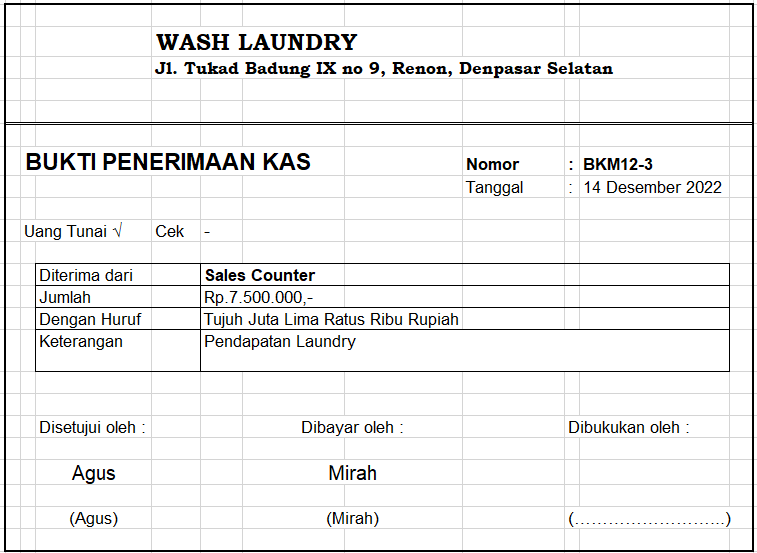 WASH LAUNDRY
Jl. Tukad Badung IX no 9, Renon, Denpasar Selatan
BUKTI PENERIMAAN KAS
Nomor : BKM12-3
Tanggal : 14 Desember 2022
Uang Tunai √ Cek -
Diterima dari Sales Counter
Jumlah Rp.7.500.000,-
Dengan Huruf Tujuh Juta Lima Ratus Ribu Rupiah
Keterangan Pendapatan Laundry
Disetujui oleh : Dibayar oleh : Dibukukan oleh :
Agus Mirah
(Agus) (Mirah) (………………………)